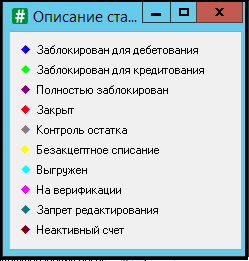 Описание ста...
Заблокирован для дебетования
Заблокирован для кредитования
Полностью заблокирован
Закрыт
Контроль остатка
Безакцептное списание
Выгружен
На верификации
Запрет редактирования
Неактивный счет